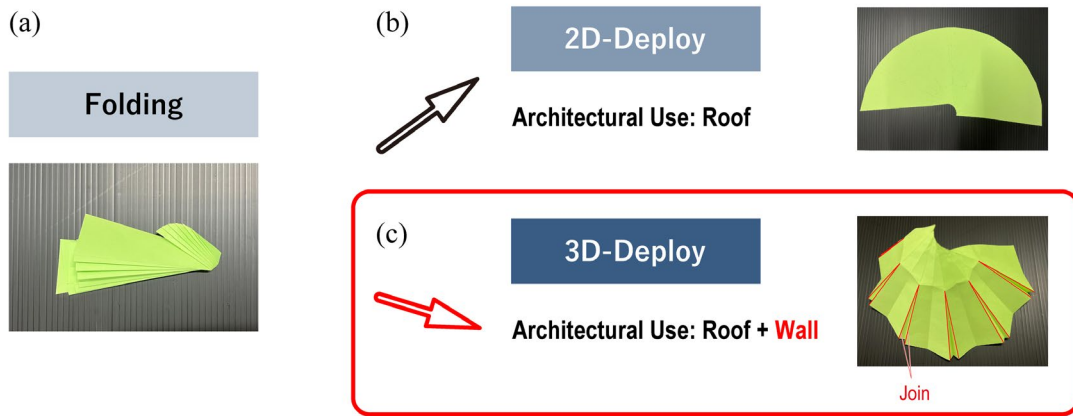 (a)
Folding
(b)
2D-Deploy
Architectural Use: Roof
(c)
3D-Deploy
Architectural Use: Roof + Wall
Join